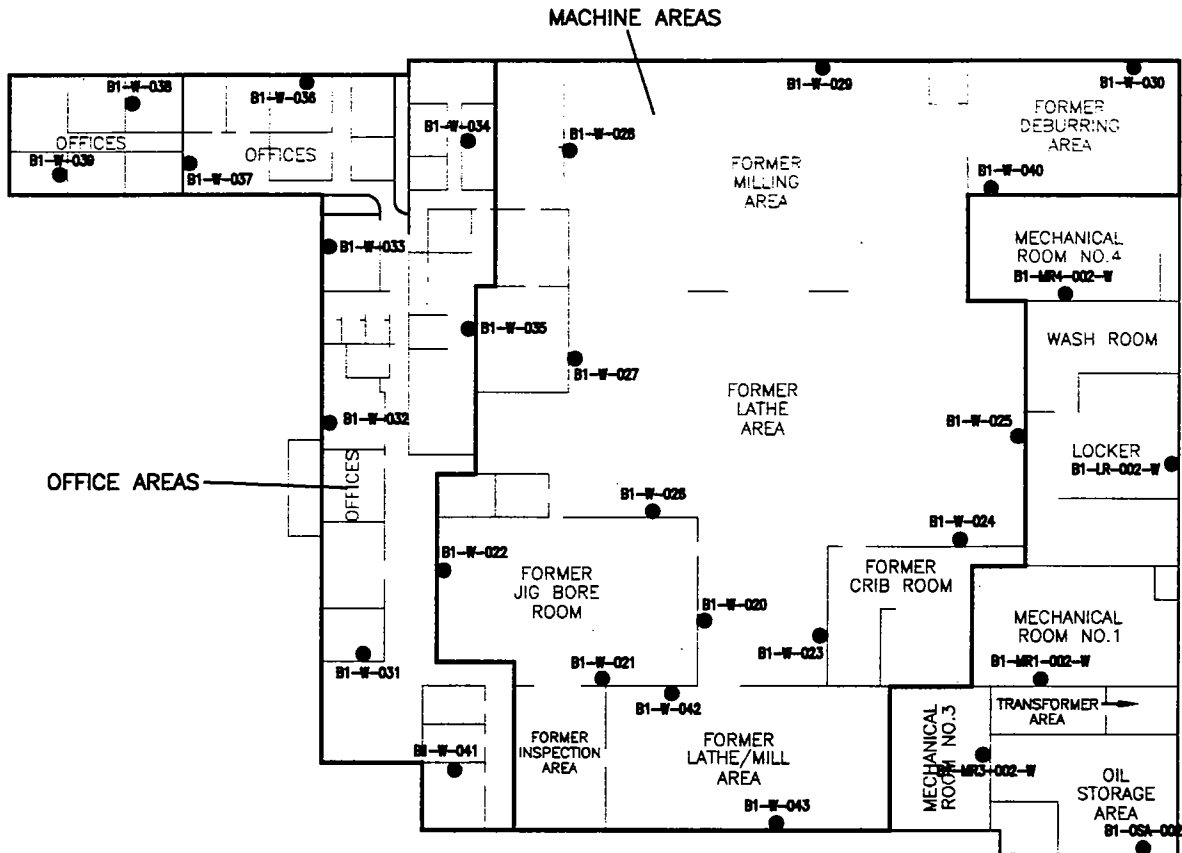 MACHINE AREAS
B1-W-038
B1-W-036
B1-W-029
B1-W-030
OFFICES
OFFICES
B1-W-034
B1-W-028
FORMER
DEBURRING
AREA
B1-W-039
B1-W-037
FORMER
MILLING
AREA
B1-W-040
B1-W-033
MECHANICAL
ROOM NO.4
B1-MR4-002-W
B1-W-035
WASH ROOM
B1-W-027
FORMER
LATHE
AREA
B1-W-032
B1-W-025
LOCKER
B1-LR-002-W
OFFICE AREAS
OFFICES
B1-W-026
B1-W-024
B1-W-022
FORMER
JIG BORE
ROOM
FORMER
CRIB ROOM
B1-W-020
MECHANICAL
ROOM NO.1
B1-W-023
B1-W-031
B1-W-021
B1-MR1-002-W
B1-W-042
TRANSFORMER
AREA
FORMER
INSPECTION
AREA
FORMER
LATHE/MILL
AREA
MECHANICAL
ROOM NO.3
B1-W-041
B1-MR3-002-W
OIL
STORAGE
AREA
B1-W-043
B1-OSA-002